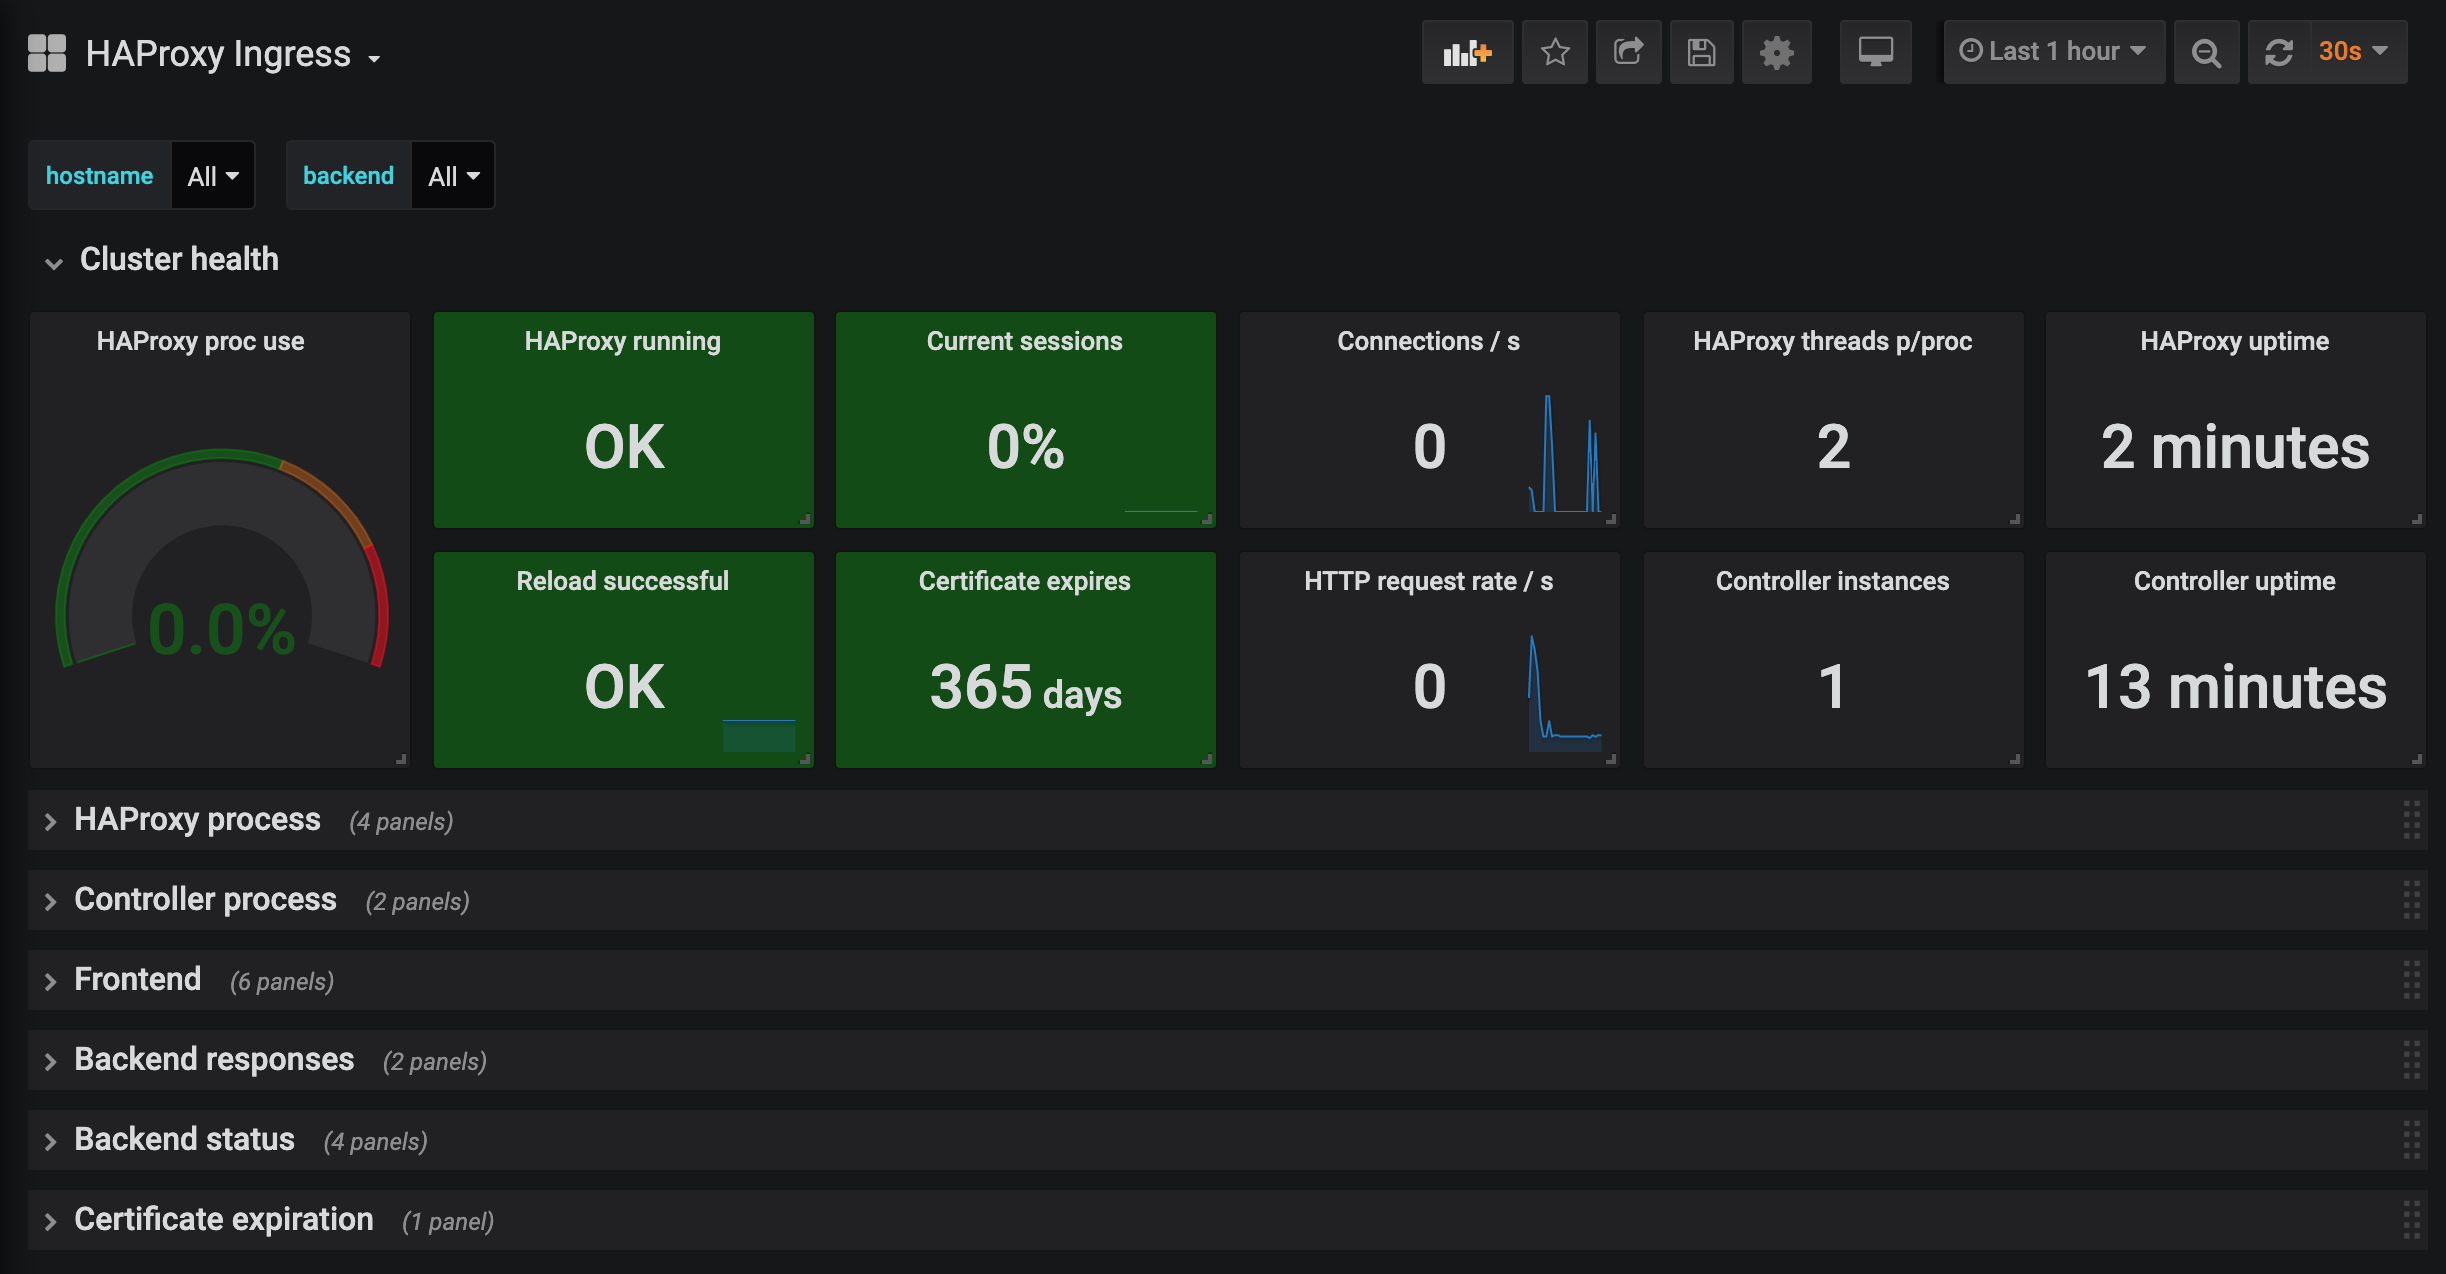 HAProxy Ingress
Last 1 hour
30s
hostname All backend All
Cluster health
HAProxy proc use
0.0%
HAProxy running
OK
Current sessions
0%
Connections / s
0
HAProxy threads p/proc
2
HAProxy uptime
2 minutes
Reload successful
OK
Certificate expires
365 days
HTTP request rate / s
0
Controller instances
1
Controller uptime
13 minutes
HAProxy process (4 panels)
Controller process (2 panels)
Frontend (6 panels)
Backend responses (2 panels)
Backend status (4 panels)
Certificate expiration (1 panel)